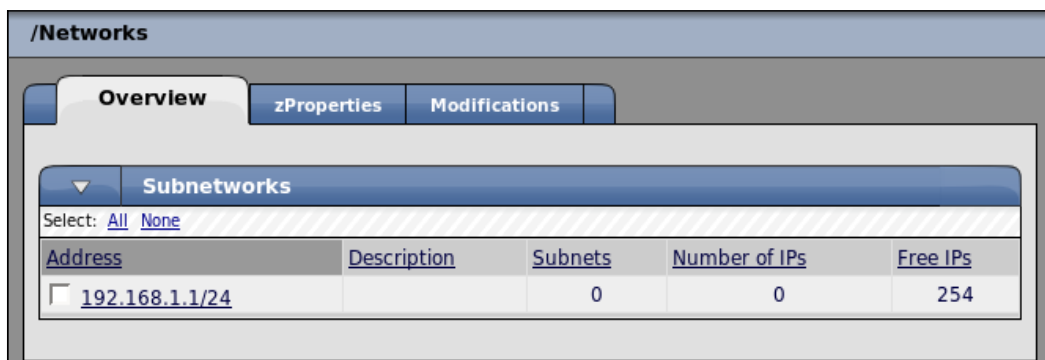 /Networks
Overview zProperties Modifications
Subnetworks
Select: All None
Address Description Subnets Number of IPs Free IPs
192.168.1.1/24 0 0 254